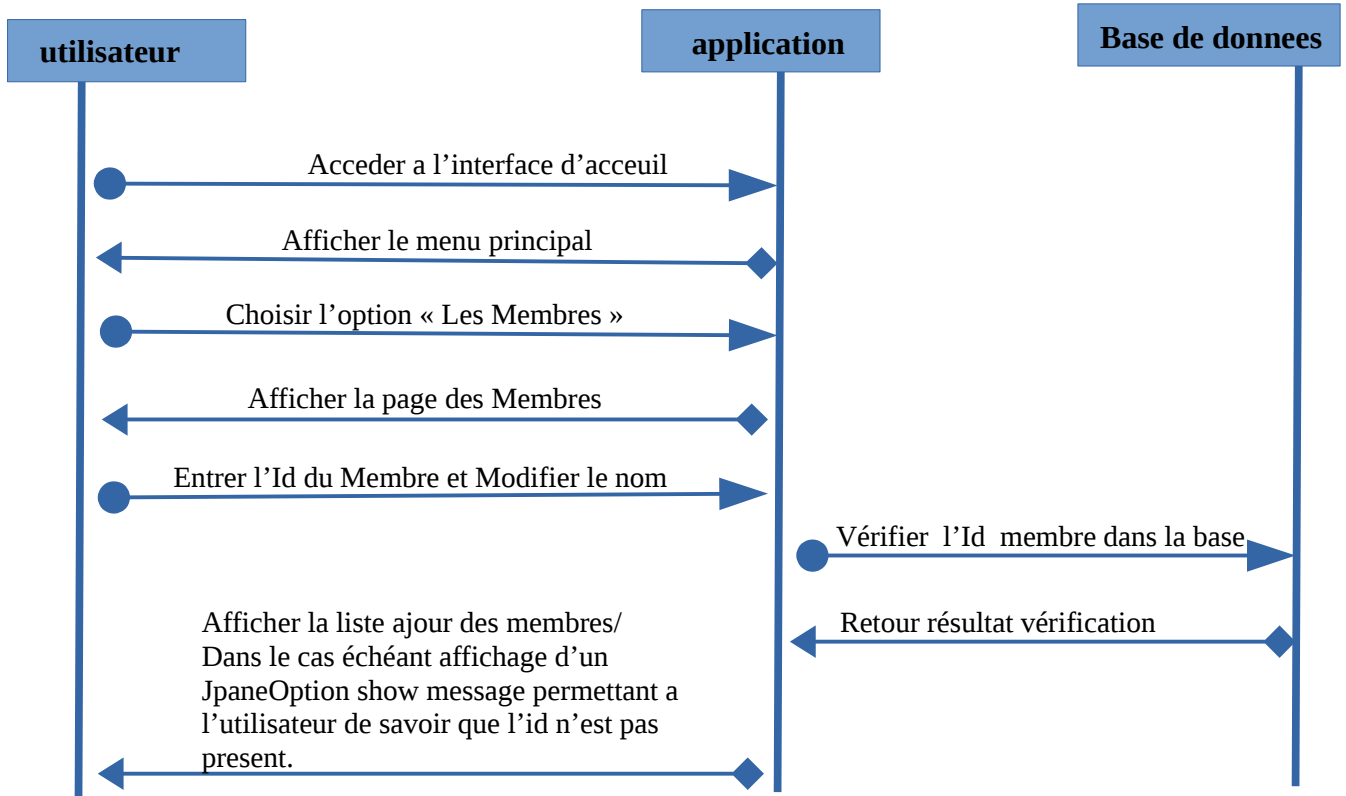 utilisateur
application
Base de donnees
Acceder a l’interface d’acceuil
Afficher le menu principal
Choisir l’option « Les Membres »
Afficher la page des Membres
Entrer l’Id du Membre et Modifier le nom
Vérifier l’Id membre dans la base
Retour résultat vérification
Afficher la liste ajour des membres/
Dans le cas échéant affichage d’un
JpaneOption show message permettant a
l’utilisateur de savoir que l’id n’est pas
present.